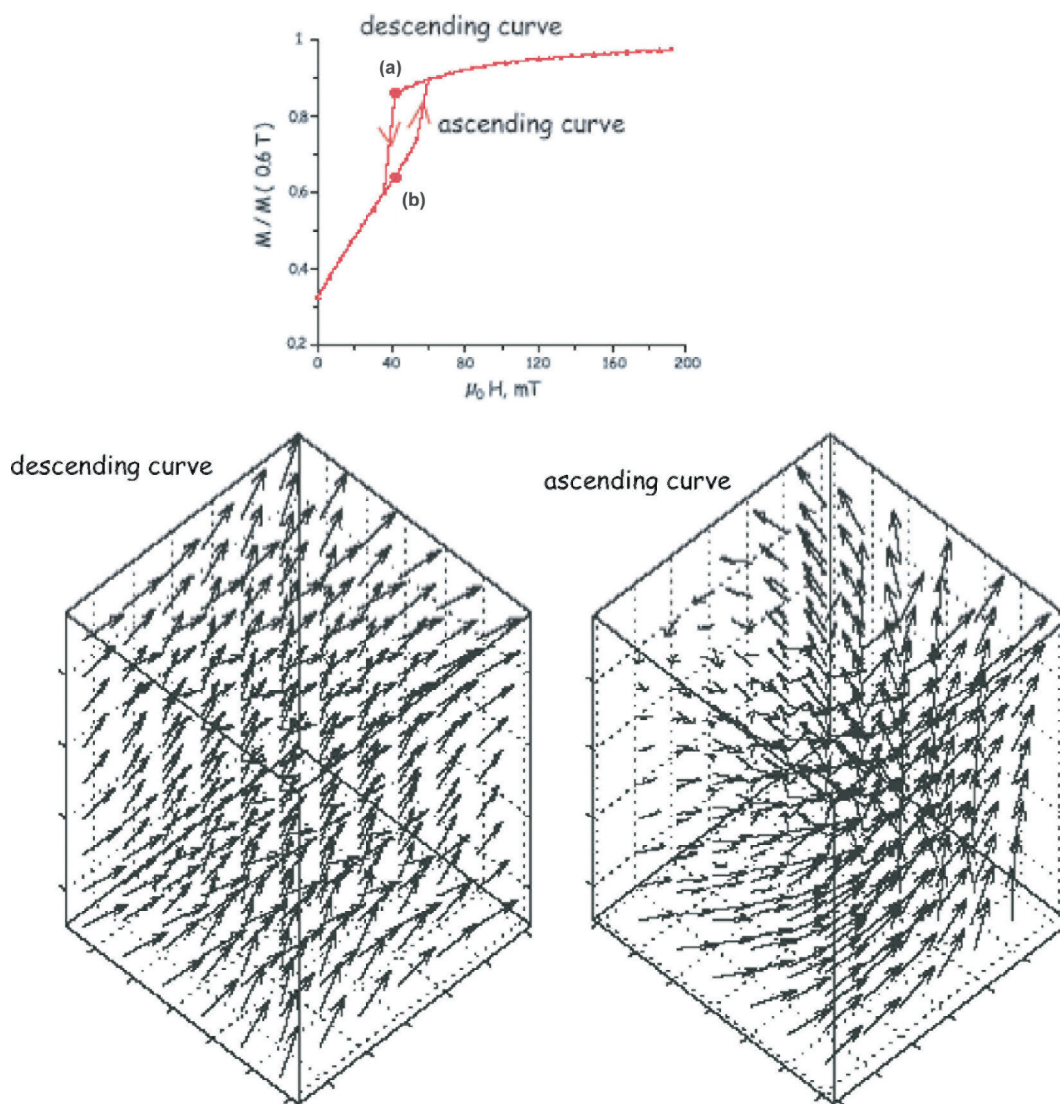 descending curve
1
(a)
0.8
ascending curve
0.6
(b)
0.4
0.2
0 40 80 120 160 200
M / M ( 0.6 T )
μ₀ H, mT
descending curve
ascending curve